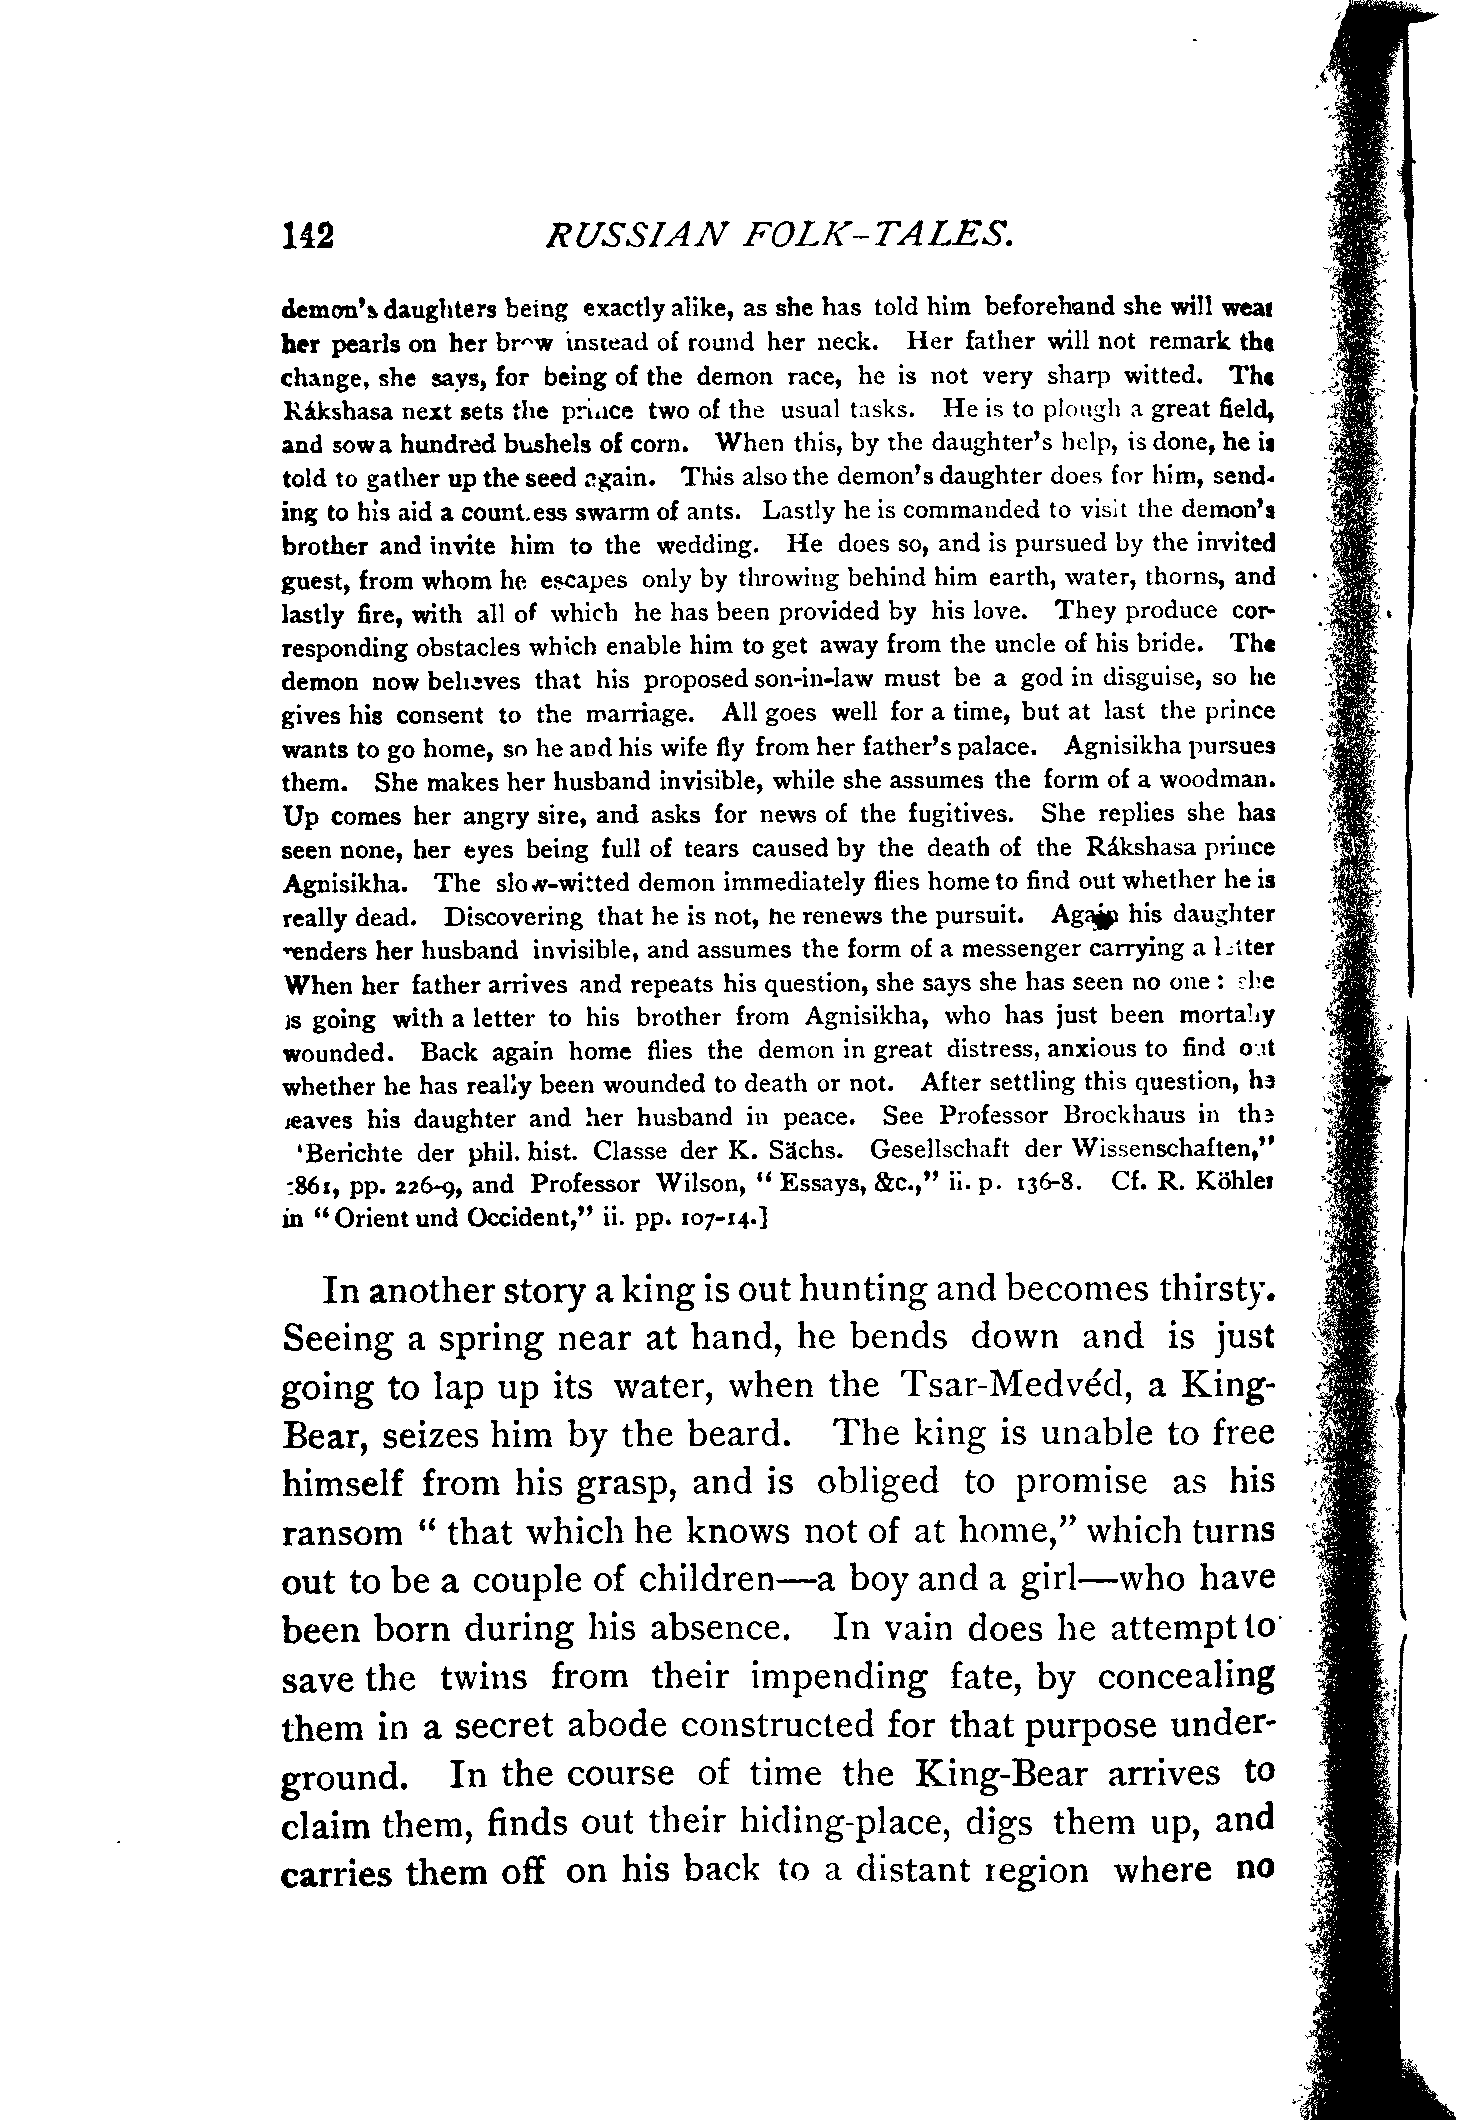 142 RUSSIAN FOLK-TALES.
demon's daughters being exactly alike, as she has told him beforehand she will wear
her pearls on her brow instead of round her neck. Her father will not remark the
change, she says, for being of the demon race, he is not very sharp witted. The
Rákshasa next sets the prince two of the usual tasks. He is to plough a great field,
and sow a hundred bushels of corn. When this, by the daughter's help, is done, he is
told to gather up the seed again. This also the demon's daughter does for him, send-
ing to his aid a countless swarm of ants. Lastly he is commanded to visit the demon's
brother and invite him to the wedding. He does so, and is pursued by the invited
guest, from whom he escapes only by throwing behind him earth, water, thorns, and
lastly fire, with all of which he has been provided by his love. They produce cor-
responding obstacles which enable him to get away from the uncle of his bride. The
demon now believes that his proposed son-in-law must be a god in disguise, so he
gives his consent to the marriage. All goes well for a time, but at last the prince
wants to go home, so he and his wife fly from her father's palace. Agnisikha pursues
them. She makes her husband invisible, while she assumes the form of a woodman.
Up comes her angry sire, and asks for news of the fugitives. She replies she has
seen none, her eyes being full of tears caused by the death of the Rákshasa prince
Agnisikha. The slow-witted demon immediately flies home to find out whether he is
really dead. Discovering that he is not, he renews the pursuit. Again his daughter
renders her husband invisible, and assumes the form of a messenger carrying a letter
When her father arrives and repeats his question, she says she has seen no one: she
is going with a letter to his brother from Agnisikha, who has just been mortally
wounded. Back again home flies the demon in great distress, anxious to find out
whether he has really been wounded to death or not. After settling this question, he
leaves his daughter and her husband in peace. See Professor Brockhaus in the
'Berichte der phil. hist. Classe der K. Sächs. Gesellschaft der Wissenschaften,"
1861, pp. 226-9, and Professor Wilson, "Essays, &c.," ii. p. 136-8. Cf. R. Köhler
in "Orient und Occident," ii. pp. 107-14.]
In another story a king is out hunting and becomes thirsty.
Seeing a spring near at hand, he bends down and is just
going to lap up its water, when the Tsar-Medvéd, a King-
Bear, seizes him by the beard. The king is unable to free
himself from his grasp, and is obliged to promise as his
ransom "that which he knows not of at home," which turns
out to be a couple of children—a boy and a girl—who have
been born during his absence. In vain does he attempt to
save the twins from their impending fate, by concealing
them in a secret abode constructed for that purpose under-
ground. In the course of time the King-Bear arrives to
claim them, finds out their hiding-place, digs them up, and
carries them off on his back to a distant region where no